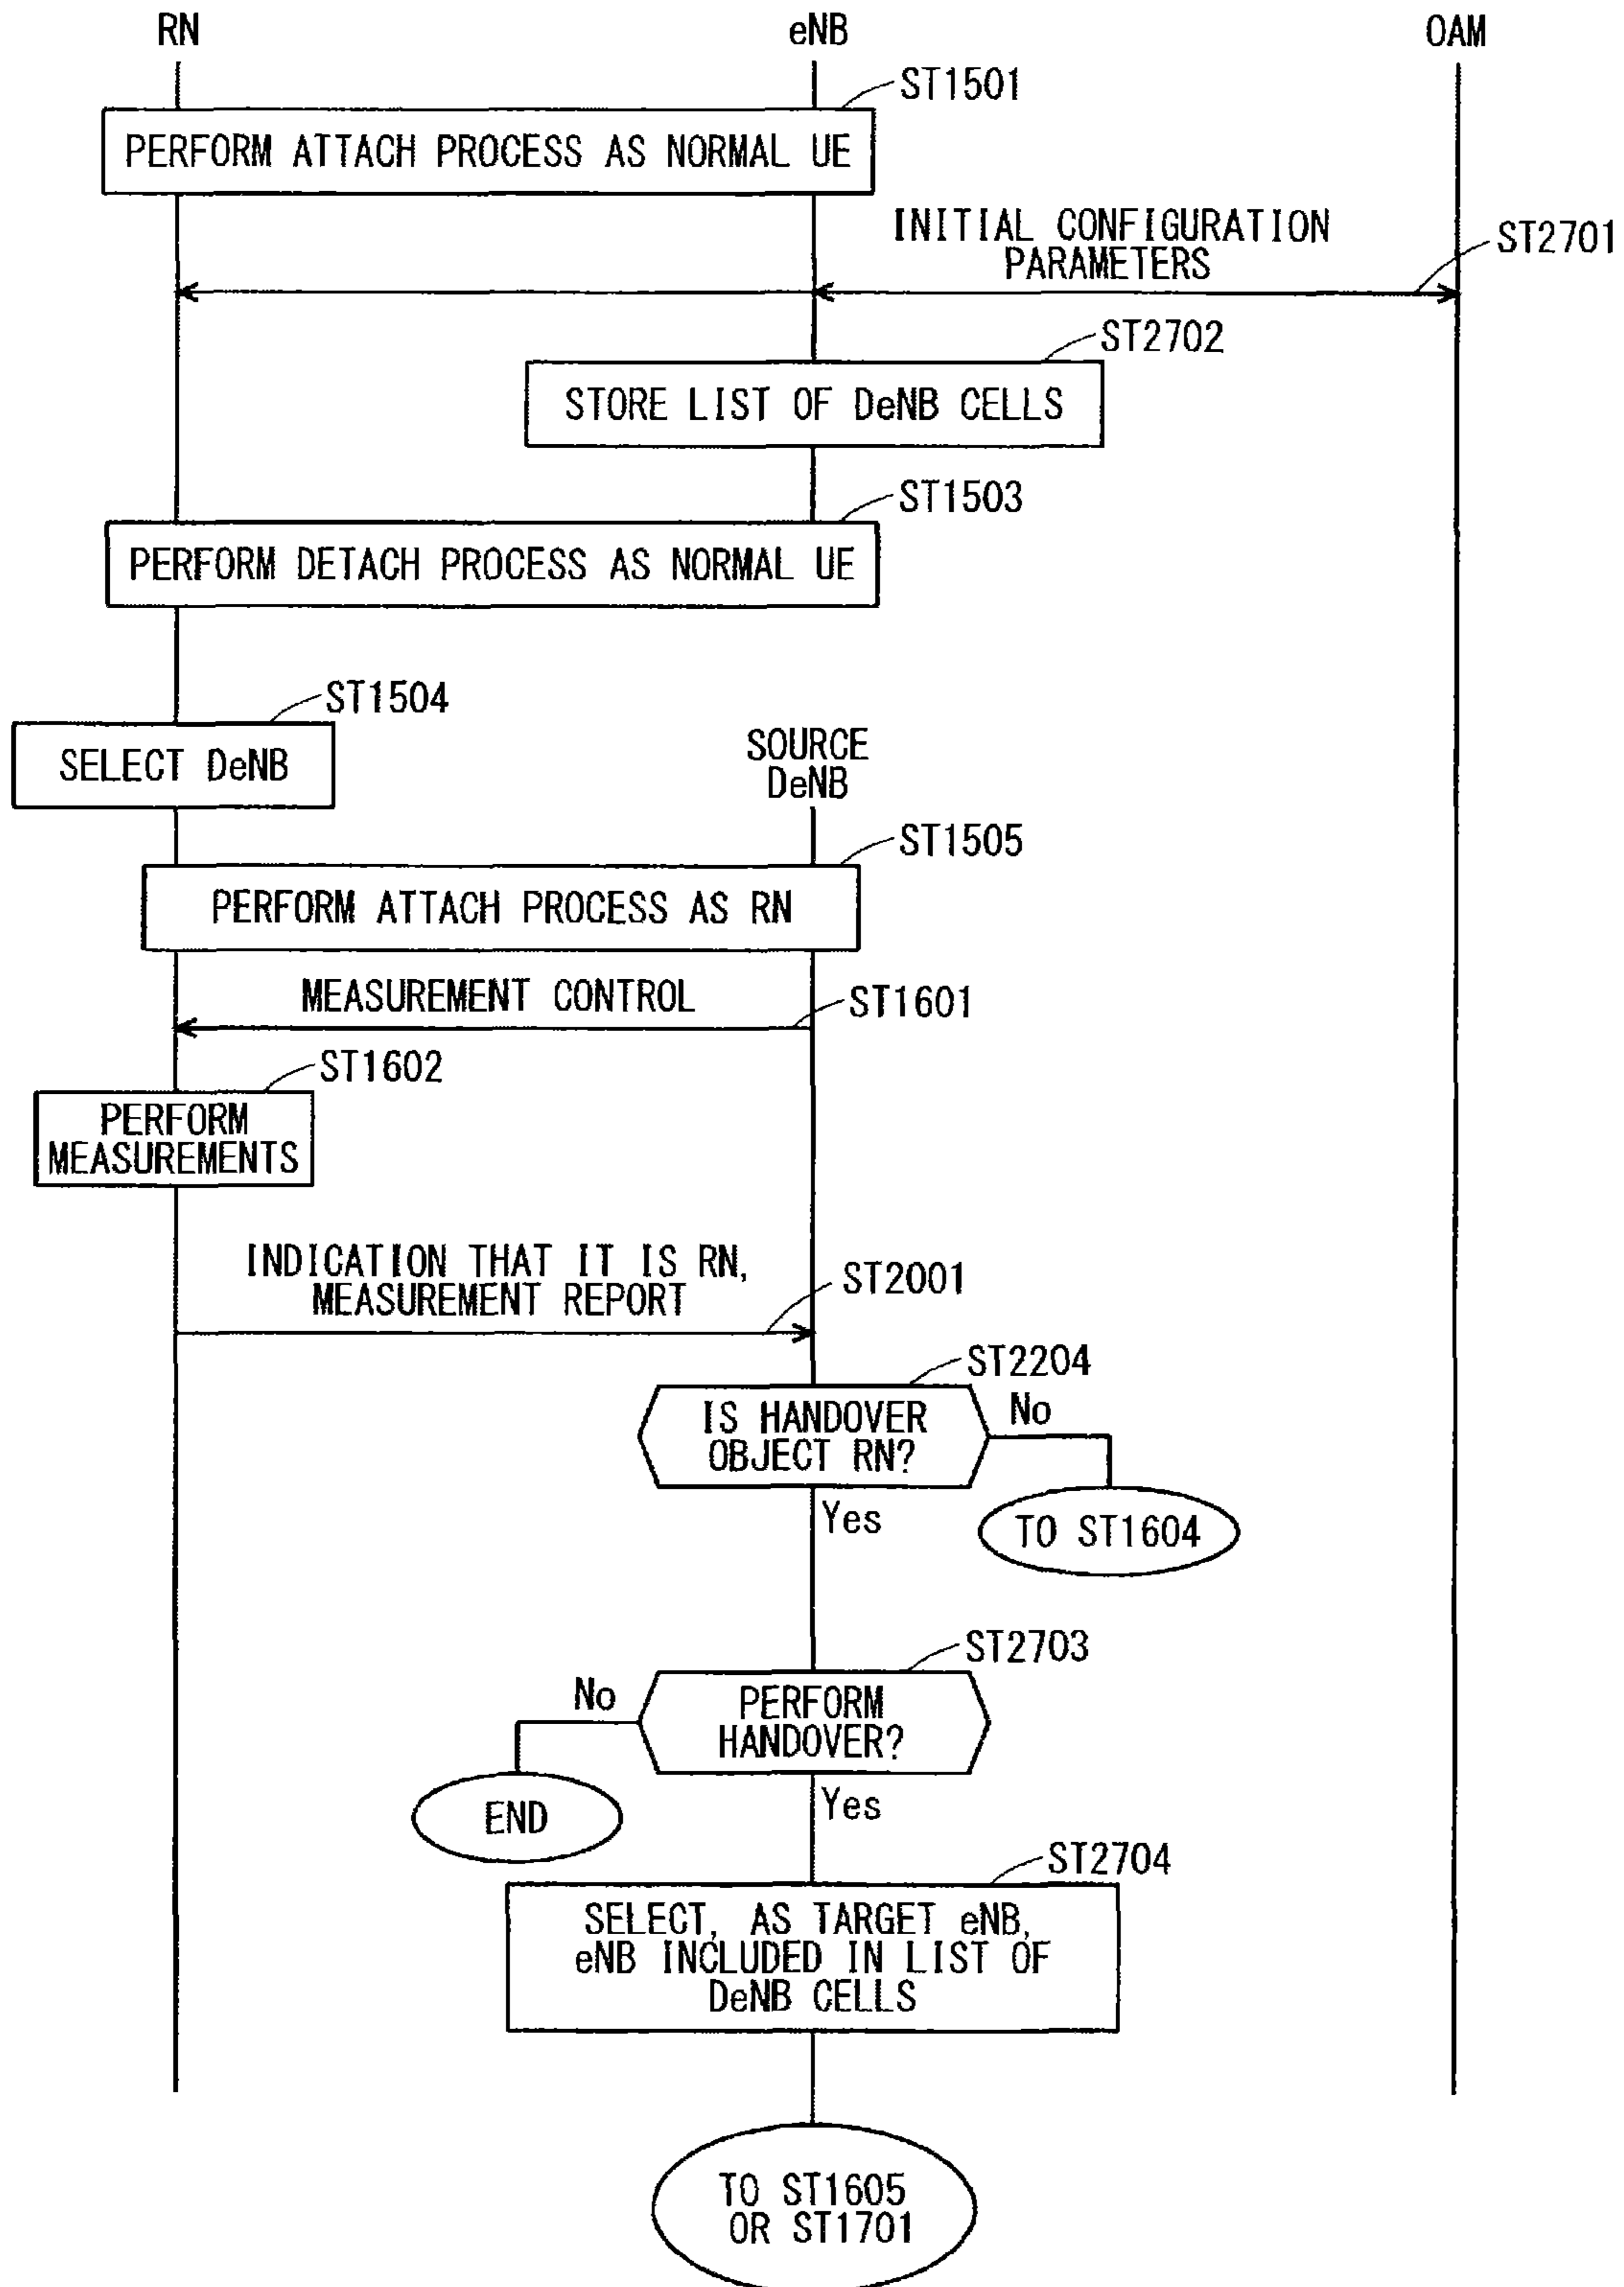 RN
eNB
OAM
ST1501
PERFORM ATTACH PROCESS AS NORMAL UE
INITIAL CONFIGURATION
PARAMETERS
ST2701
ST2702
STORE LIST OF DeNB CELLS
ST1503
PERFORM DETACH PROCESS AS NORMAL UE
ST1504
SELECT DeNB
SOURCE
DeNB
ST1505
PERFORM ATTACH PROCESS AS RN
MEASUREMENT CONTROL
ST1601
ST1602
PERFORM
MEASUREMENTS
INDICATION THAT IT IS RN,
MEASUREMENT REPORT
ST2001
ST2204
IS HANDOVER
OBJECT RN?
No
Yes
TO ST1604
ST2703
No
PERFORM
HANDOVER?
Yes
END
ST2704
SELECT, AS TARGET eNB,
eNB INCLUDED IN LIST OF
DeNB CELLS
TO ST1605
OR ST1701